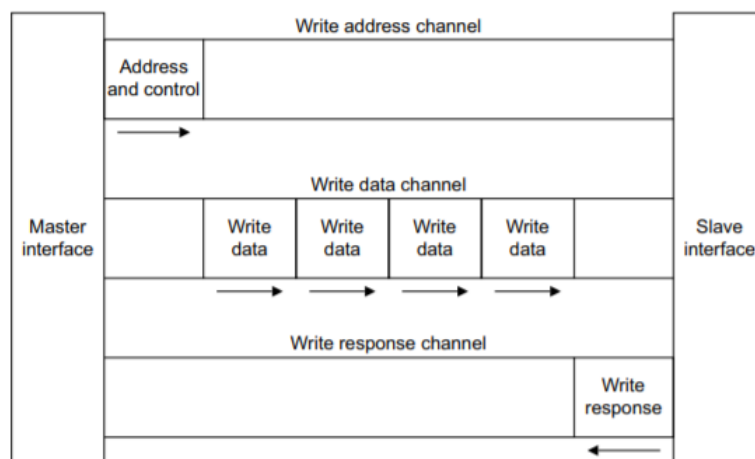 Write address channel
Address
and control
Write data channel
Master
interface
Write
data
Write
data
Write
data
Write
data
Slave
interface
Write response channel
Write
response